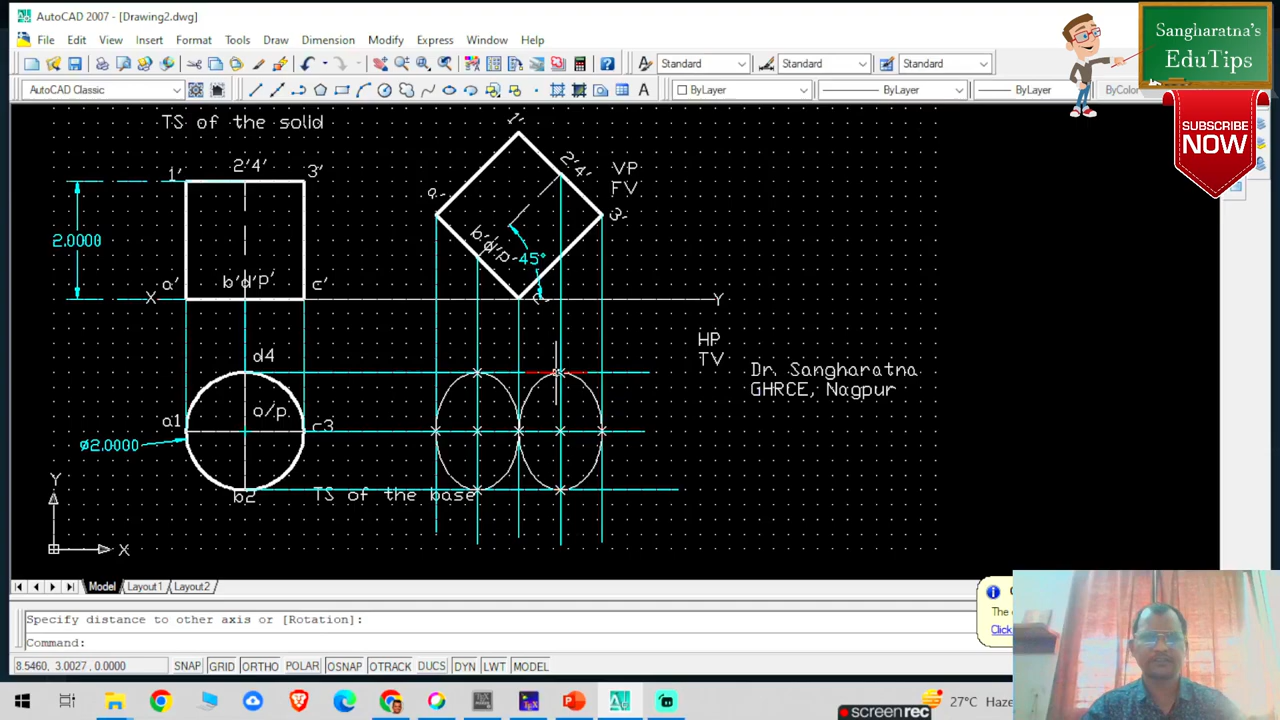 AutoCAD 2007 - [Drawing2.dwg]
File Edit View Insert Format Tools Draw Dimension Modify Express Window Help
Standard Standard Standard
AutoCAD Classic ByLayer ByLayer ByLayer ByColor
Sangharatna's
EduTips
SUBSCRIBE
NOW
TS of the solid
1' 2'4' 3'
2.0000
a' b'd'p' c'
X
1'
2'4'
VP
FV
3'
b'd'p'
45°
Y
HP
TV
d4
o/p
a1 c3
ø2.0000
b2 TS of the base
Dr. Sangharatna
GHRCE, Nagpur
Y
X
Model Layout1 Layout2
Specify distance to other axis or [Rotation]:
Command:
8.5460, 3.0027, 0.0000 SNAP GRID ORTHO POLAR OSNAP OTRACK DUCS DYN LWT MODEL
The
Click
screenrec
27°C